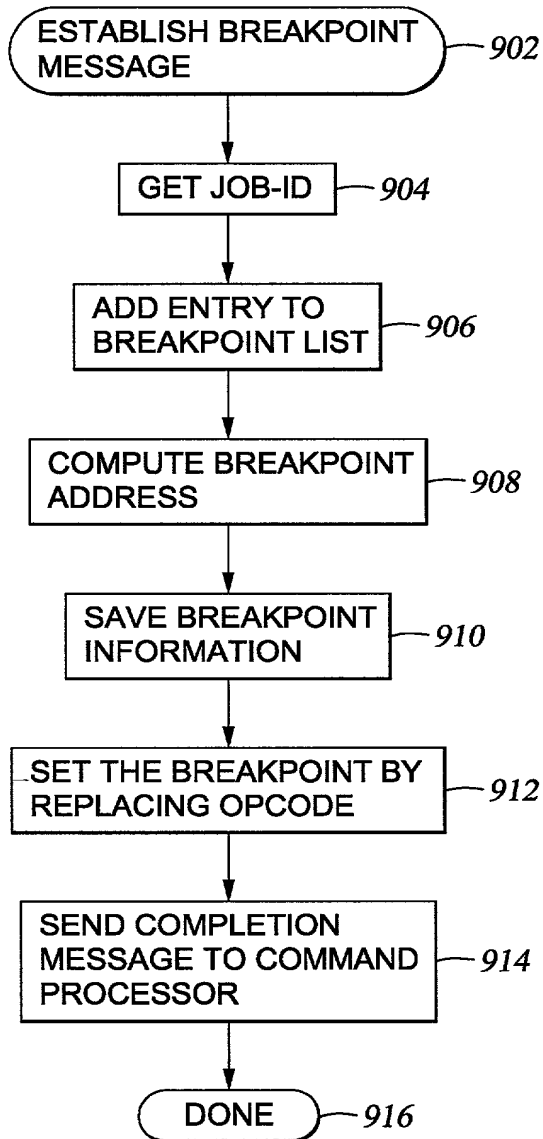 ESTABLISH BREAKPOINT
MESSAGE
902
GET JOB-ID
904
ADD ENTRY TO
BREAKPOINT LIST
906
COMPUTE BREAKPOINT
ADDRESS
908
SAVE BREAKPOINT
INFORMATION
910
SET THE BREAKPOINT BY
REPLACING OPCODE
912
SEND COMPLETION
MESSAGE TO COMMAND
PROCESSOR
914
DONE
916